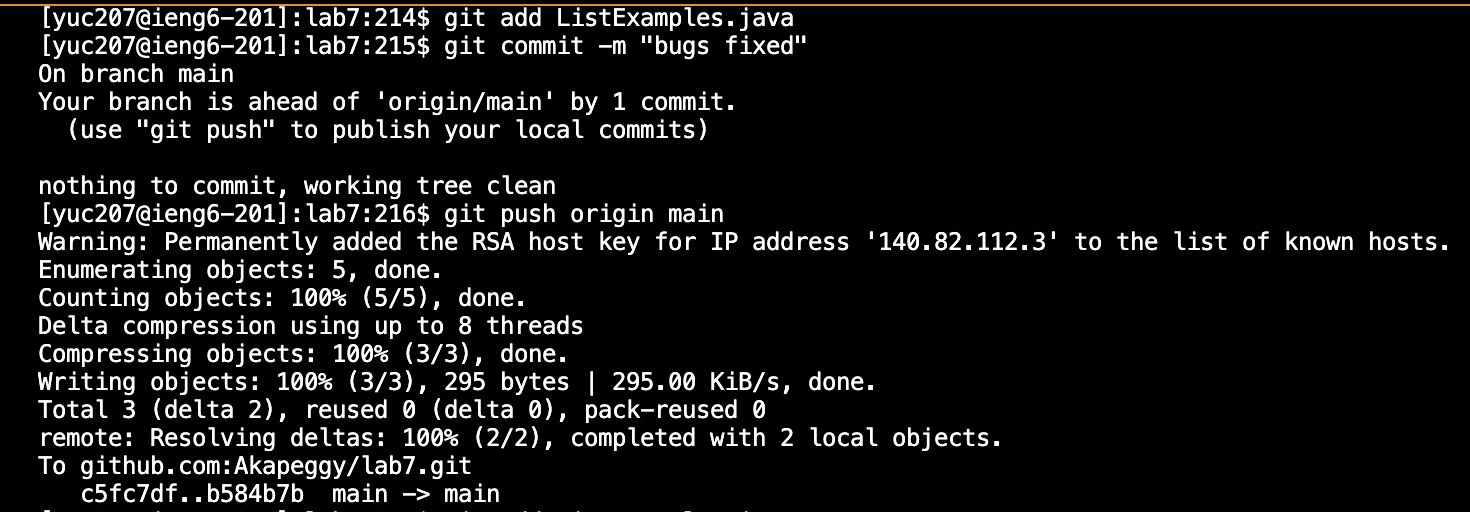 [yuc207@ieng6-201]:lab7:214$ git add ListExamples.java
[yuc207@ieng6-201]:lab7:215$ git commit -m "bugs fixed"
On branch main
Your branch is ahead of 'origin/main' by 1 commit.
  (use "git push" to publish your local commits)

nothing to commit, working tree clean
[yuc207@ieng6-201]:lab7:216$ git push origin main
Warning: Permanently added the RSA host key for IP address '140.82.112.3' to the list of known hosts.
Enumerating objects: 5, done.
Counting objects: 100% (5/5), done.
Delta compression using up to 8 threads
Compressing objects: 100% (3/3), done.
Writing objects: 100% (3/3), 295 bytes | 295.00 KiB/s, done.
Total 3 (delta 2), reused 0 (delta 0), pack-reused 0
remote: Resolving deltas: 100% (2/2), completed with 2 local objects.
To github.com:Akapeggy/lab7.git
   c5fc7df..b584b7b  main -> main